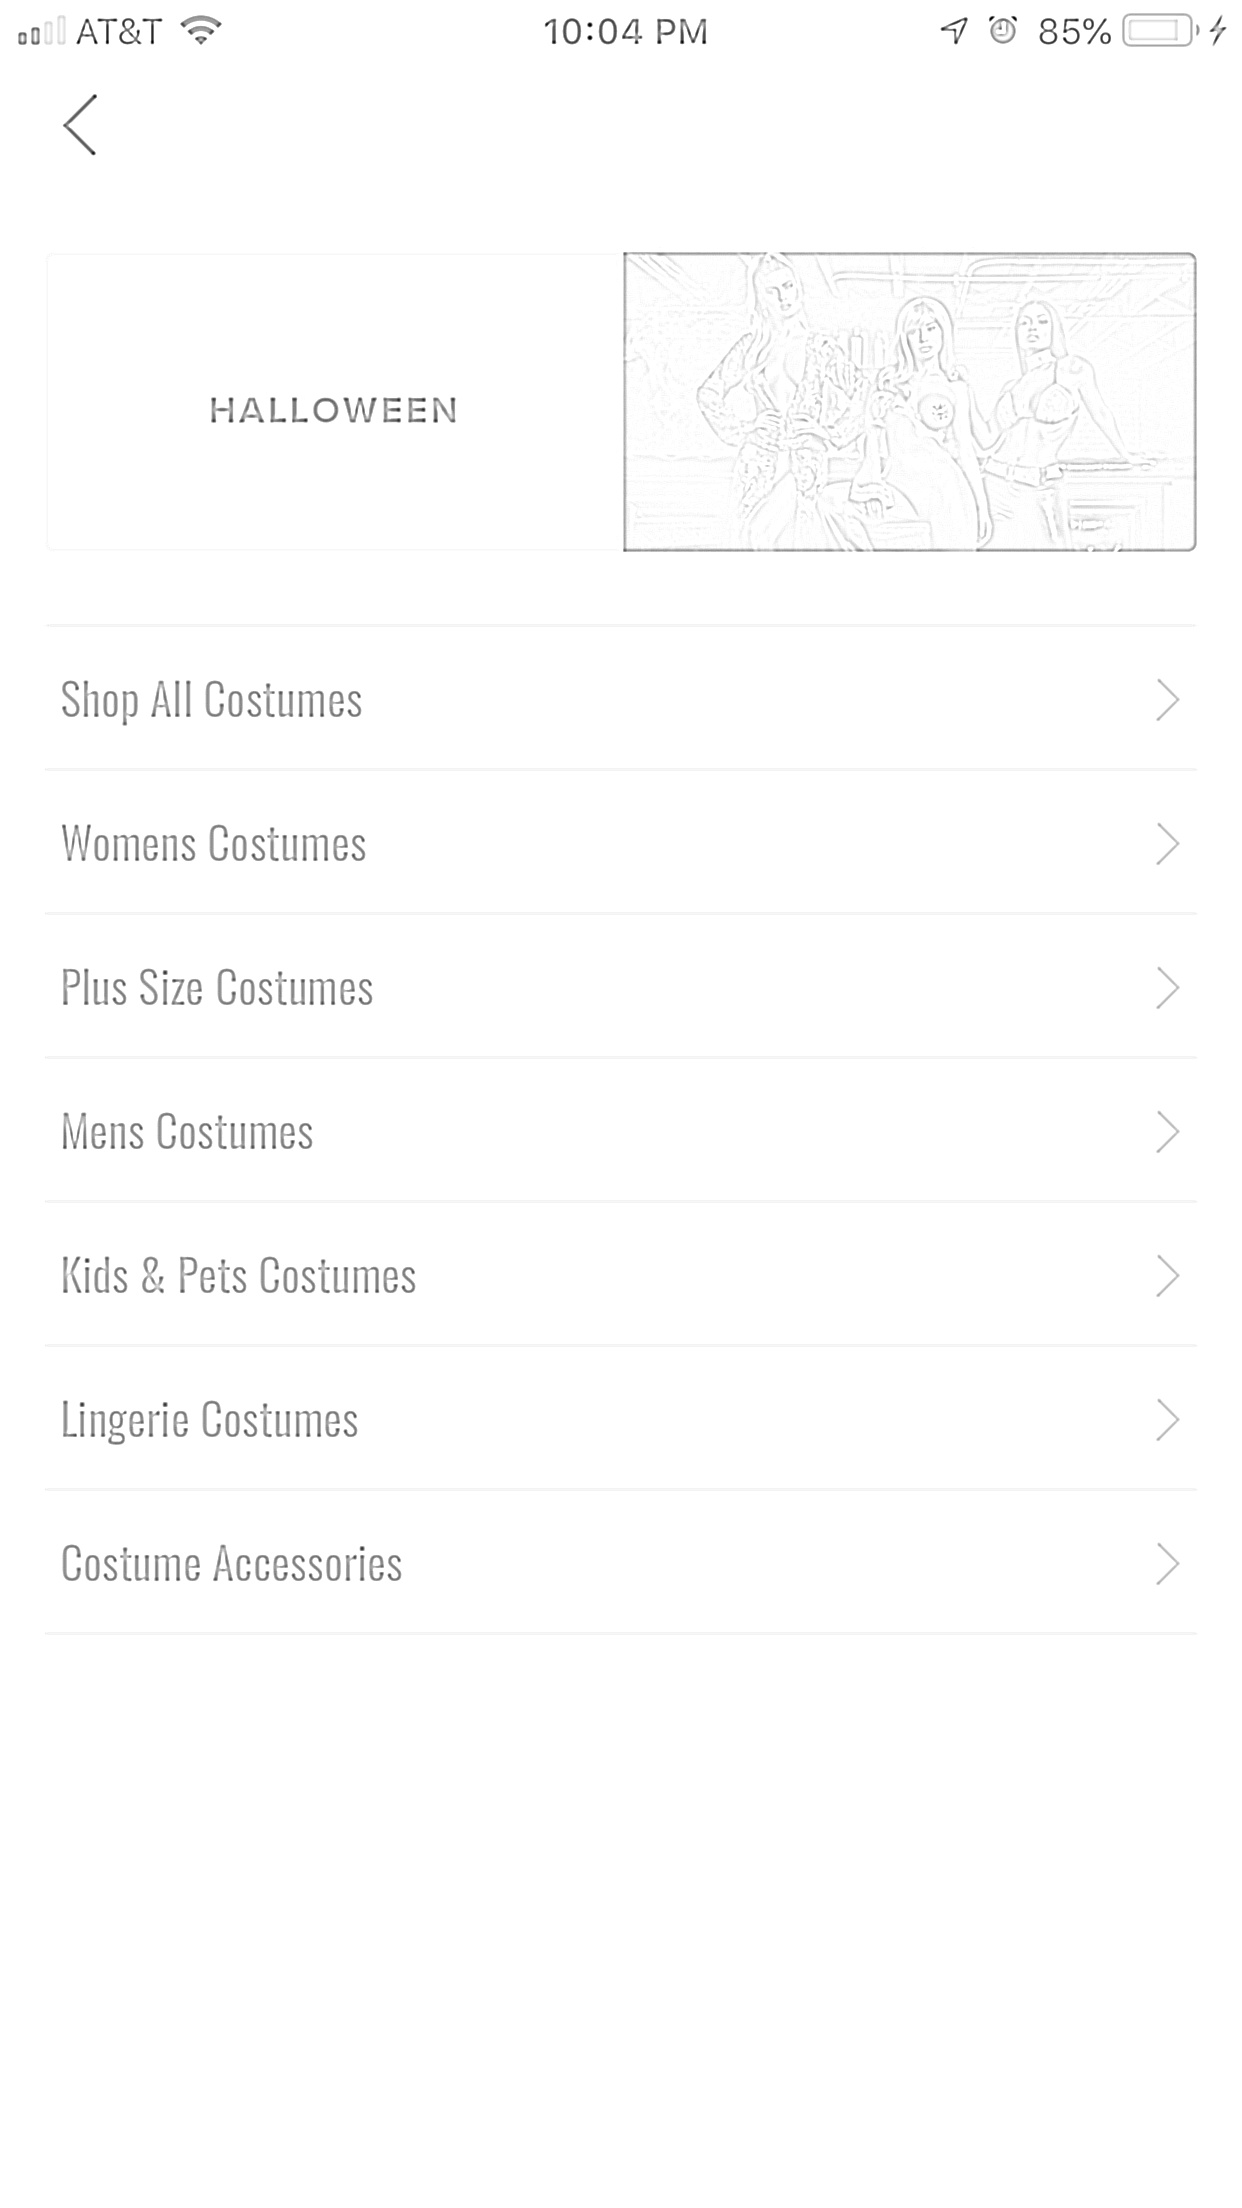 AT&T 10:04 PM 85%
HALLOWEEN
Shop All Costumes
Womens Costumes
Plus Size Costumes
Mens Costumes
Kids & Pets Costumes
Lingerie Costumes
Costume Accessories